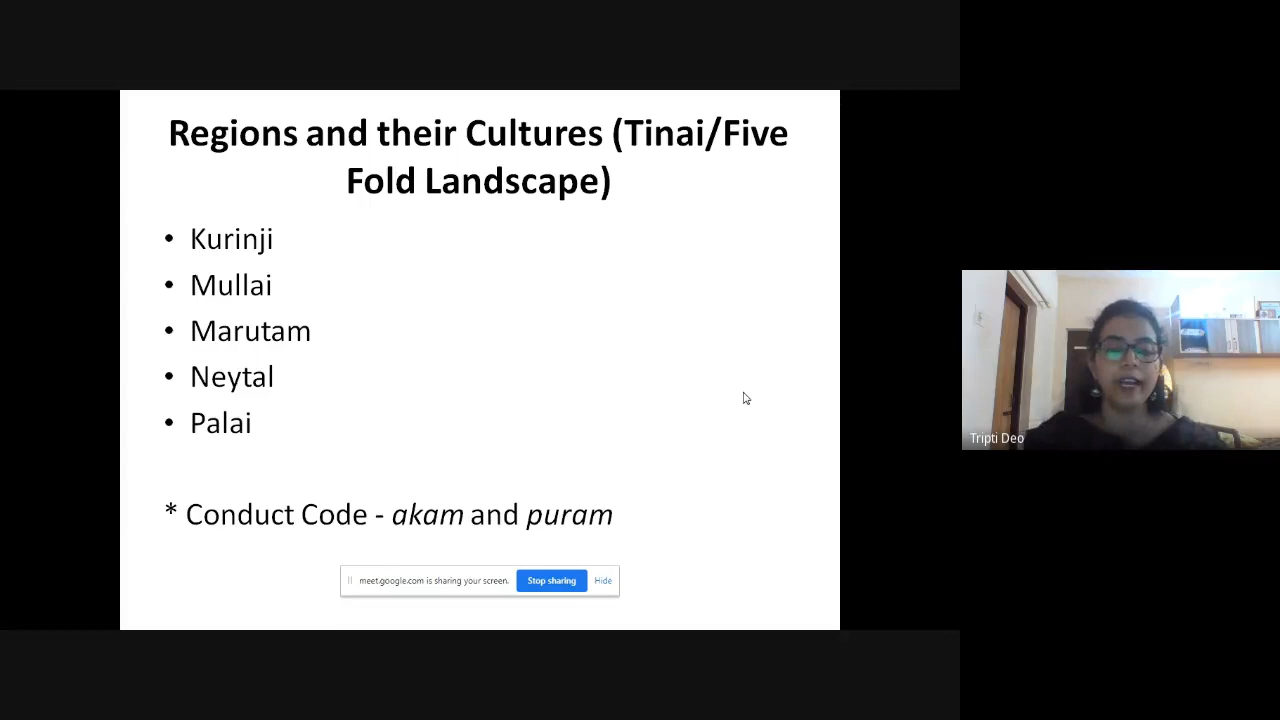 Regions and their Cultures (Tinai/Five
Fold Landscape)
• Kurinji
• Mullai
• Marutam
• Neytal
• Palai
* Conduct Code - akam and puram
meet.google.com is sharing your screen. Stop sharing Hide
Tripti Deo